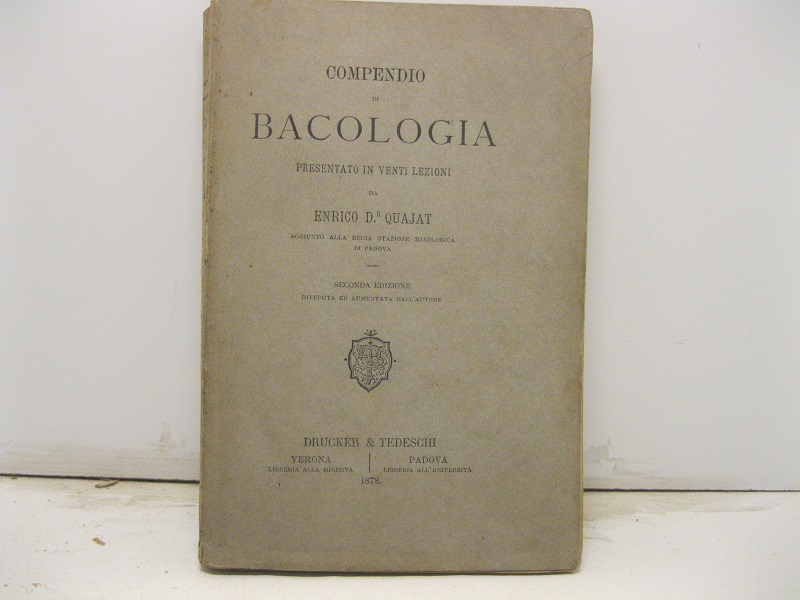 COMPENDIO
DI
BACOLOGIA
PRESENTATO IN VENTI LEZIONI
DA
ENRICO D.R QUAJAT
AGGIUNTO ALLA REGIA STAZIONE BACOLOGICA
DI PADOVA
SECONDA EDIZIONE
RIVEDUTA ED AUMENTATA DALL'AUTORE
DRUCKER & TEDESCHI
VERONA
LIBRERIA ALLA MINERVA
PADOVA
LIBRERIA ALL'UNIVERSITÀ
1879.